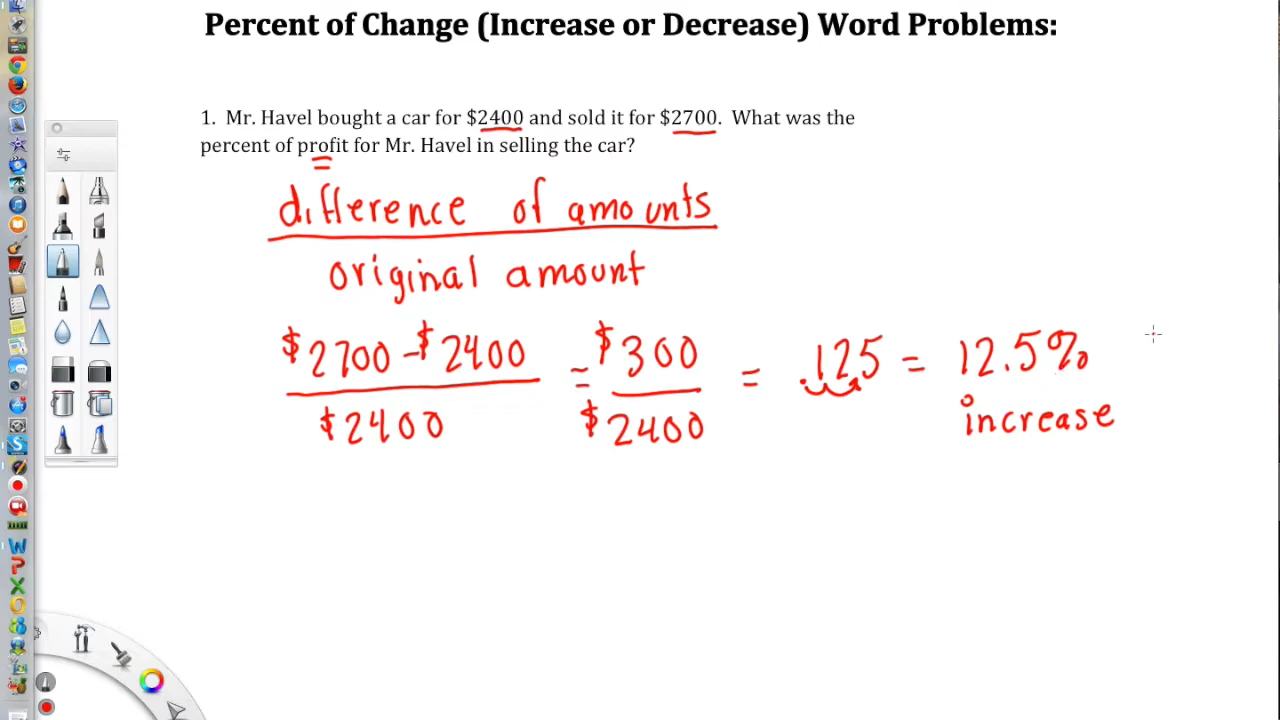 Percent of Change (Increase or Decrease) Word Problems:
1. Mr. Havel bought a car for $2400 and sold it for $2700. What was the
percent of profit for Mr. Havel in selling the car?
difference of amounts
original amount
$2700 - $2400 = $300 = .125 = 12.5%
$2400 $2400 increase